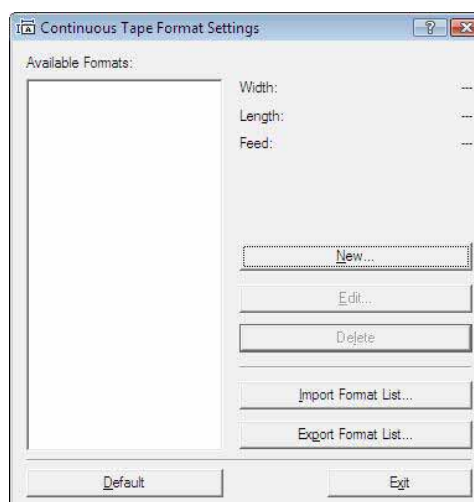 Continuous Tape Format Settings
Available Formats:
Width: ---
Length: ---
Feed: ---
New...
Edit...
Delete
Import Format List...
Export Format List...
Default
Exit